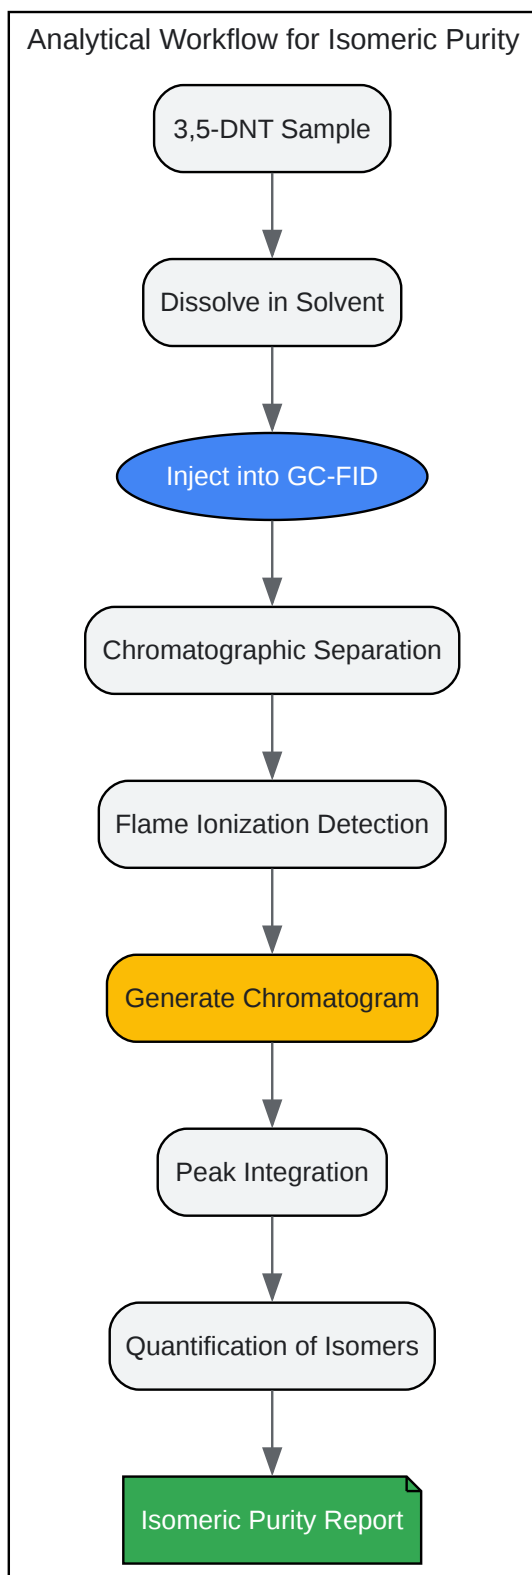 Analytical Workflow for Isomeric Purity
3,5-DNT Sample
Dissolve in Solvent
Inject into GC-FID
Chromatographic Separation
Flame Ionization Detection
Generate Chromatogram
Peak Integration
Quantification of Isomers
Isomeric Purity Report